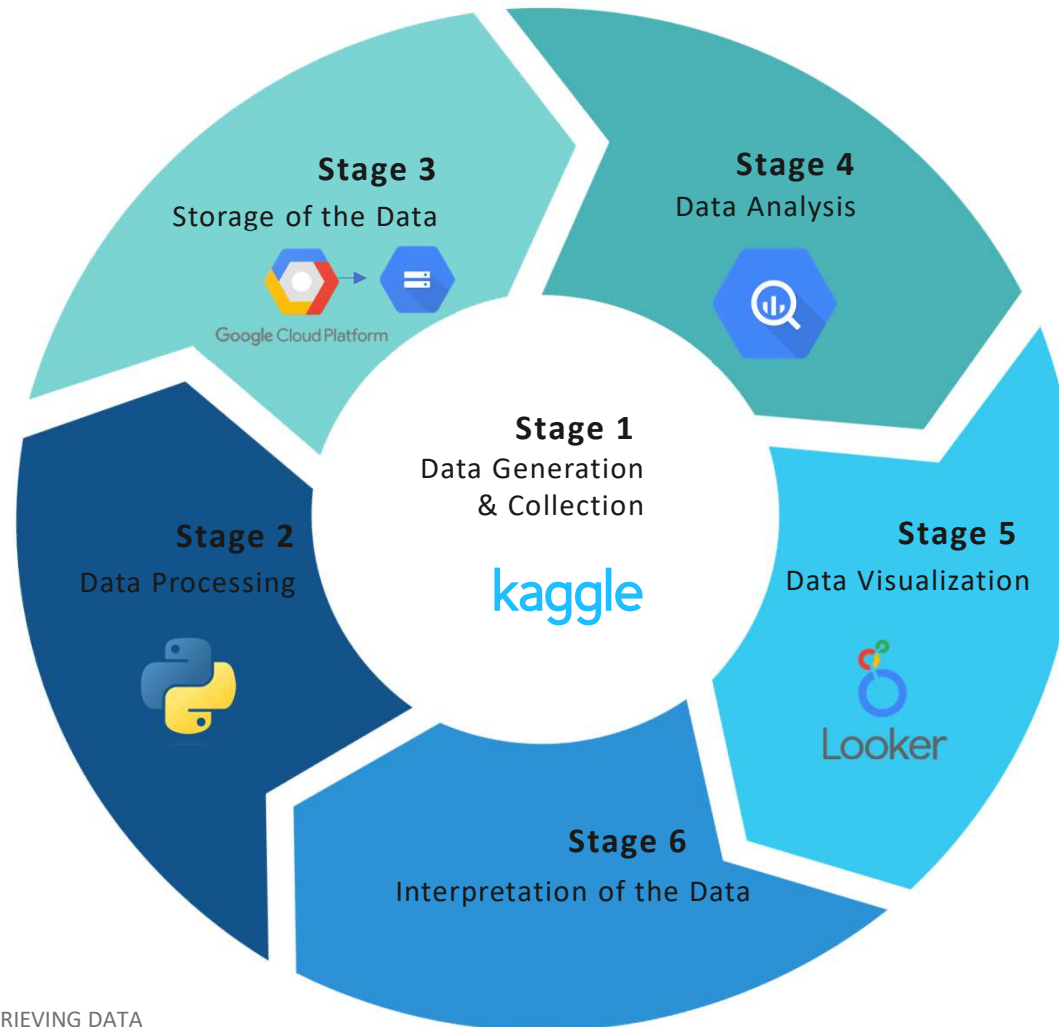 Stage 3
Storage of the Data
Google Cloud Platform
Stage 4
Data Analysis
Stage 1
Data Generation
& Collection
kaggle
Stage 2
Data Processing
Stage 5
Data Visualization
Looker
Stage 6
Interpretation of the Data
RIEVING DATA